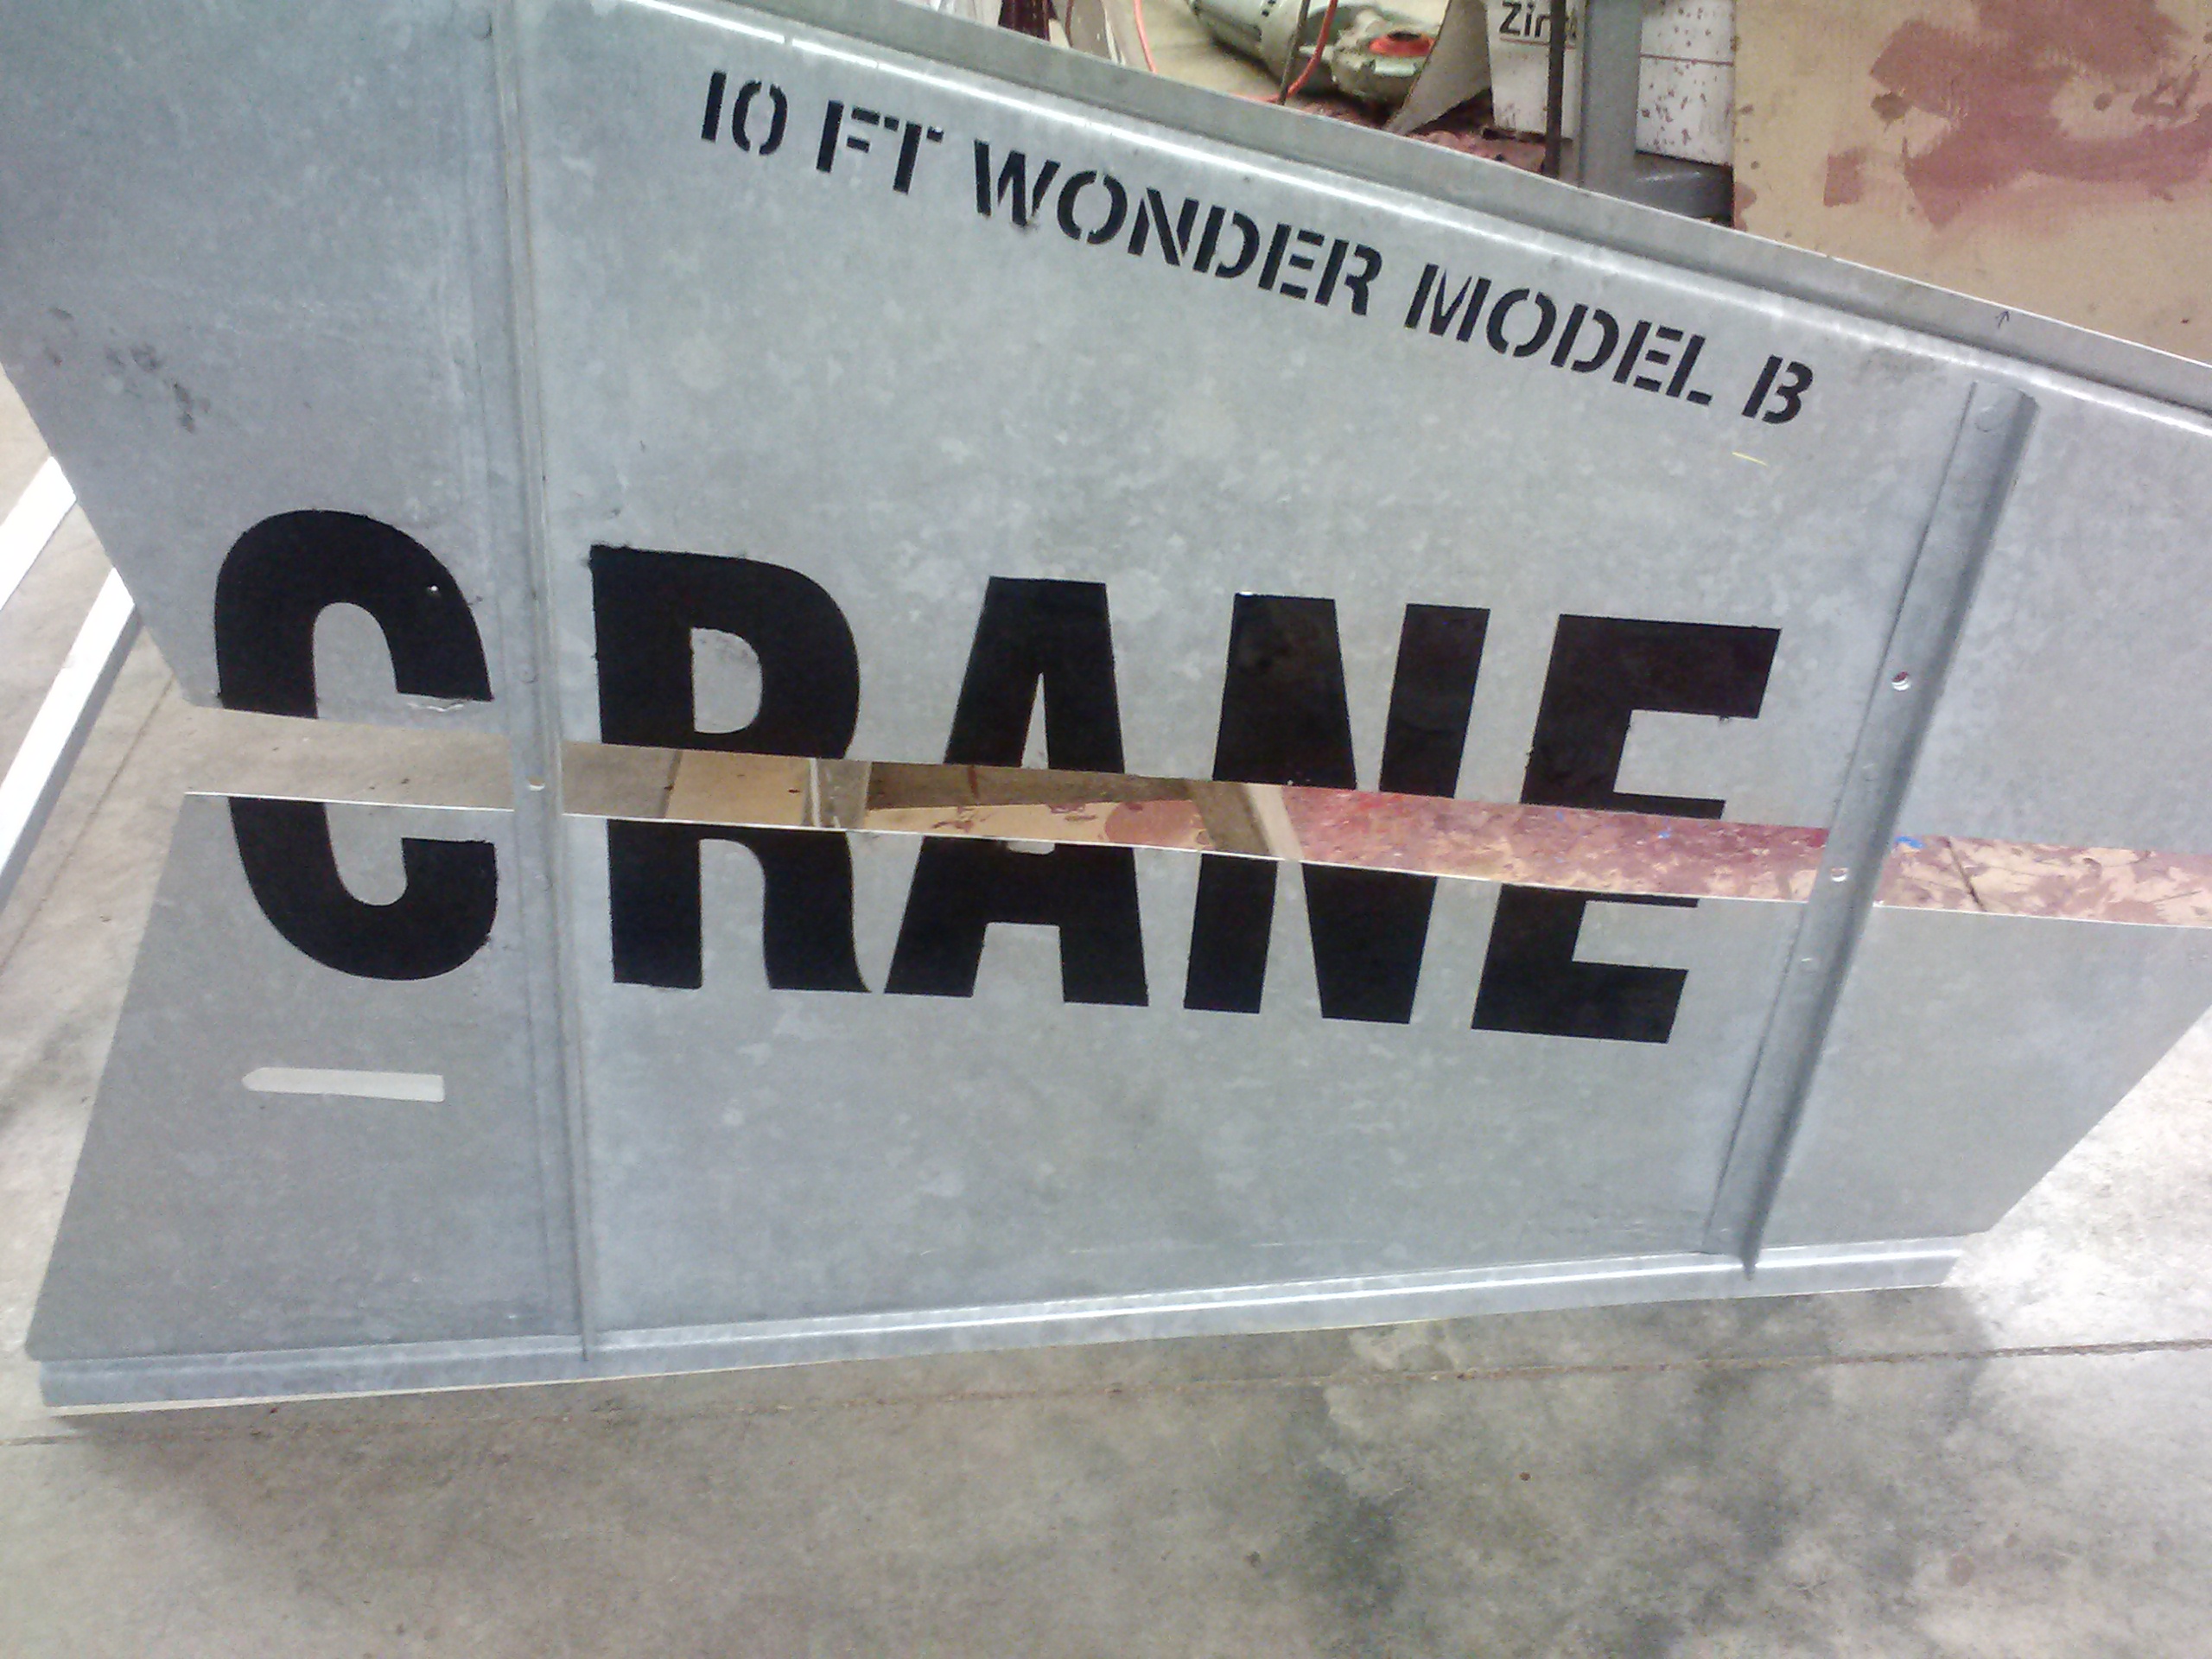 10 FT WONDER MODEL B
CRANE